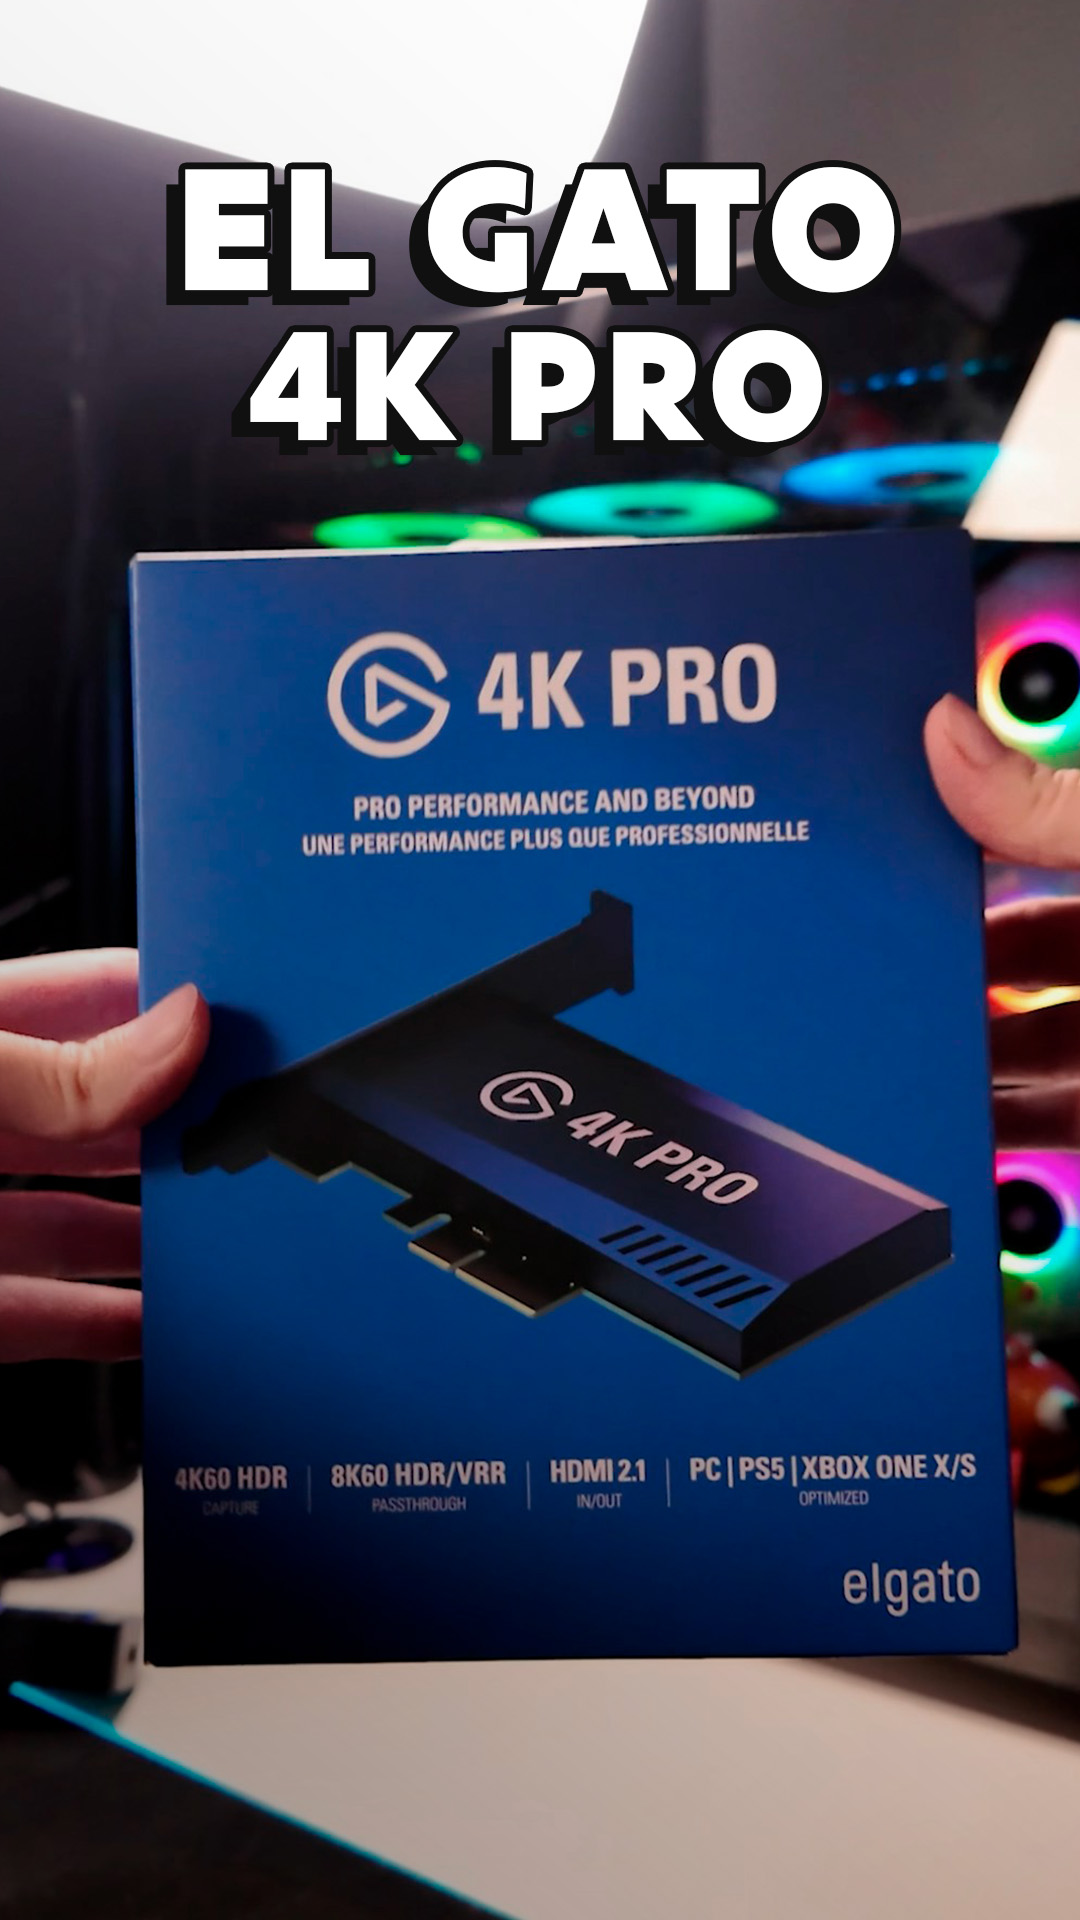 EL GATO
4K PRO
4K PRO
PRO PERFORMANCE AND BEYOND
UNE PERFORMANCE PLUS QUE PROFESSIONNELLE
4K PRO
4K60 HDR | 8K60 HDR/VRR | HDMI 2.1 | PC | PS5 | XBOX ONE X/S
CAPTURE PASSTHROUGH IN/OUT OPTIMIZED
elgato